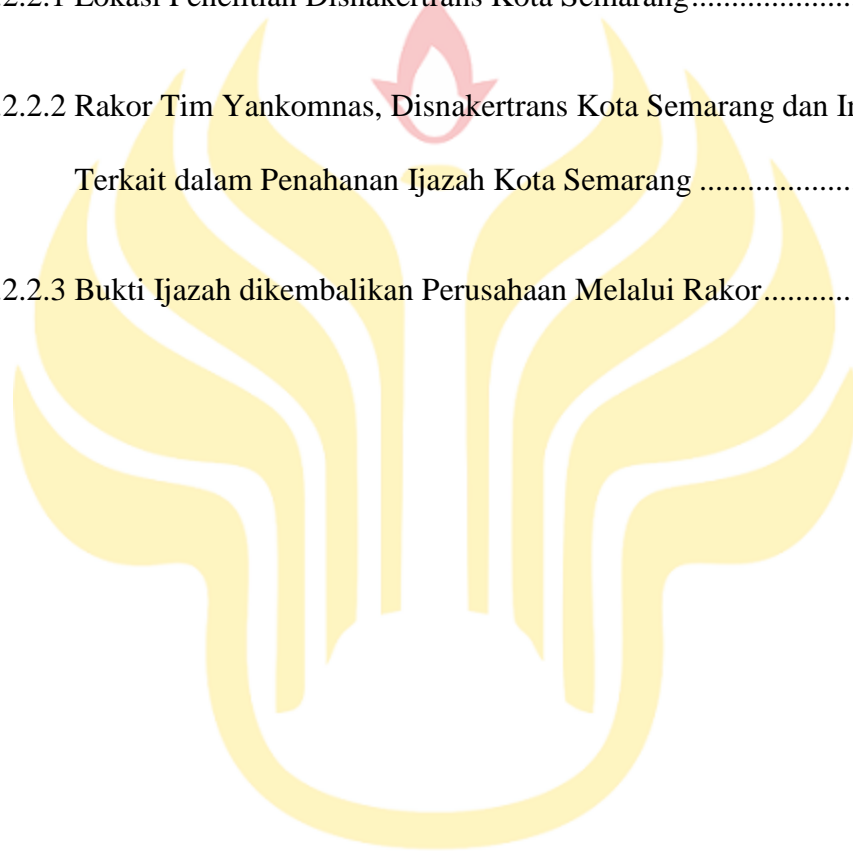 2.2.1 Lokasi Penelitian Disnakertrans Kota Semarang...................
2.2.2 Rakor Tim Yankomnas, Disnakertrans Kota Semarang dan
Terkait dalam Penahanan Ijazah Kota Semarang ..................
2.2.3 Bukti Ijazah dikembalikan Perusahaan Melalui Rakor...........